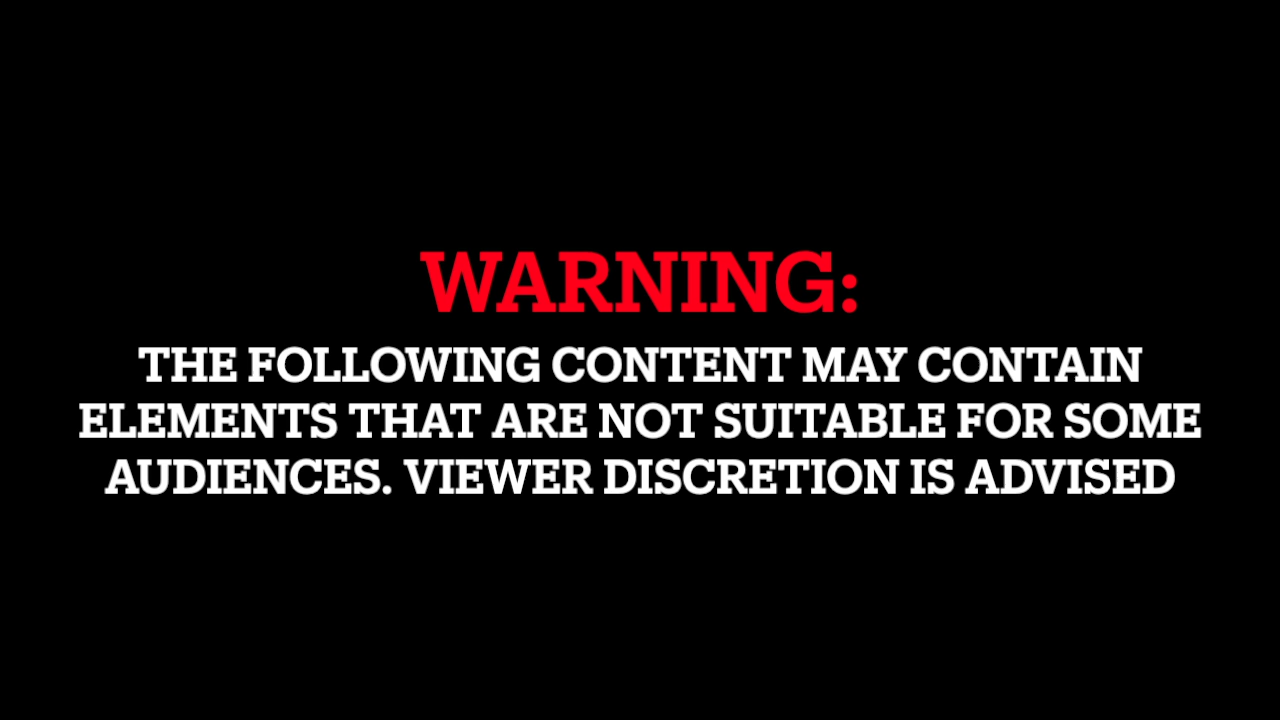 WARNING:
THE FOLLOWING CONTENT MAY CONTAIN
ELEMENTS THAT ARE NOT SUITABLE FOR SOME
AUDIENCES. VIEWER DISCRETION IS ADVISED